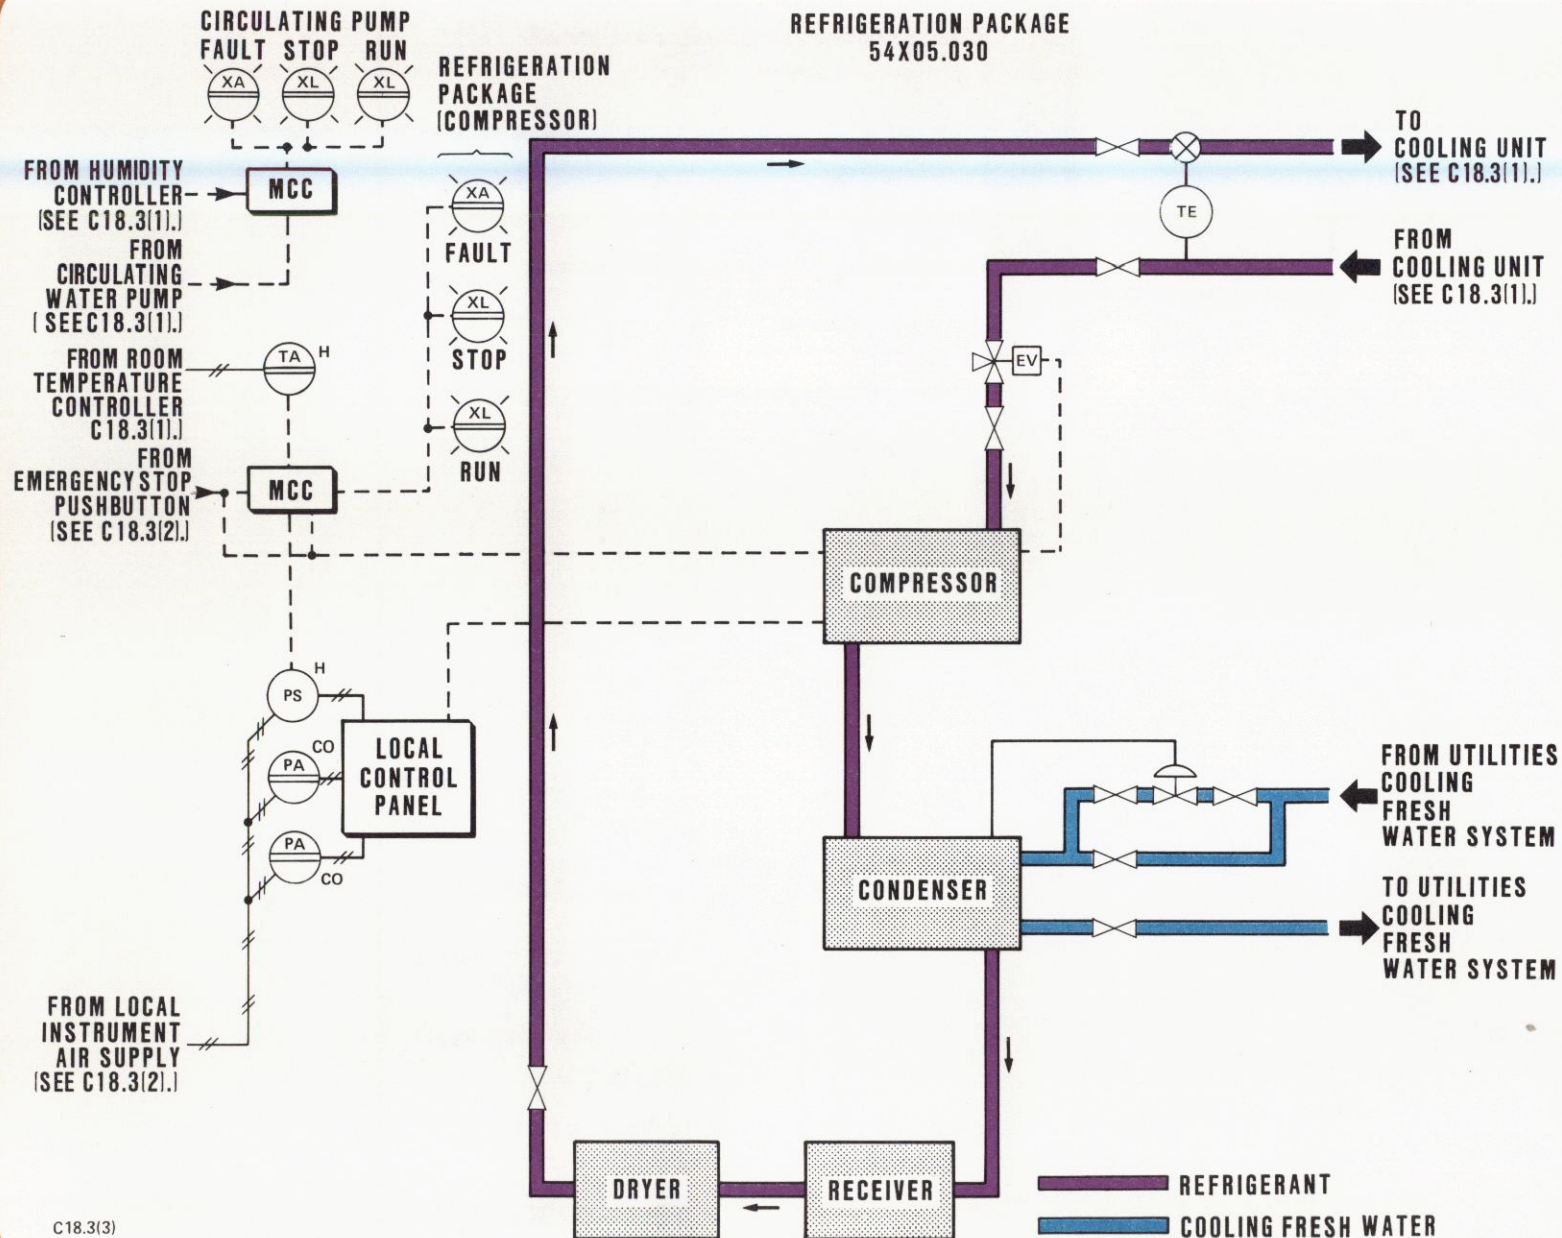 CIRCULATING PUMP
FAULT STOP RUN
XA XL XL
REFRIGERATION PACKAGE
54X05.030
REFRIGERATION
PACKAGE
(COMPRESSOR)
FROM HUMIDITY
CONTROLLER
(SEE C18.3(1).)
MCC
FROM
CIRCULATING
WATER PUMP
( SEEC18.3(1).)
XA
FAULT
XL
STOP
XL
RUN
FROM ROOM
TEMPERATURE
CONTROLLER
C18.3(1).)
TA H
FROM
EMERGENCY STOP
PUSHBUTTON
(SEE C18.3(2).)
MCC
TO
COOLING UNIT
(SEE C18.3(1).)
TE
FROM
COOLING UNIT
(SEE C18.3(1).)
EV
COMPRESSOR
H
PS
CO
PA
PA
CO
LOCAL
CONTROL
PANEL
CONDENSER
FROM UTILITIES
COOLING
FRESH
WATER SYSTEM
TO UTILITIES
COOLING
FRESH
WATER SYSTEM
FROM LOCAL
INSTRUMENT
AIR SUPPLY
(SEE C18.3(2).)
DRYER
RECEIVER
REFRIGERANT
COOLING FRESH WATER
C18.3(3)